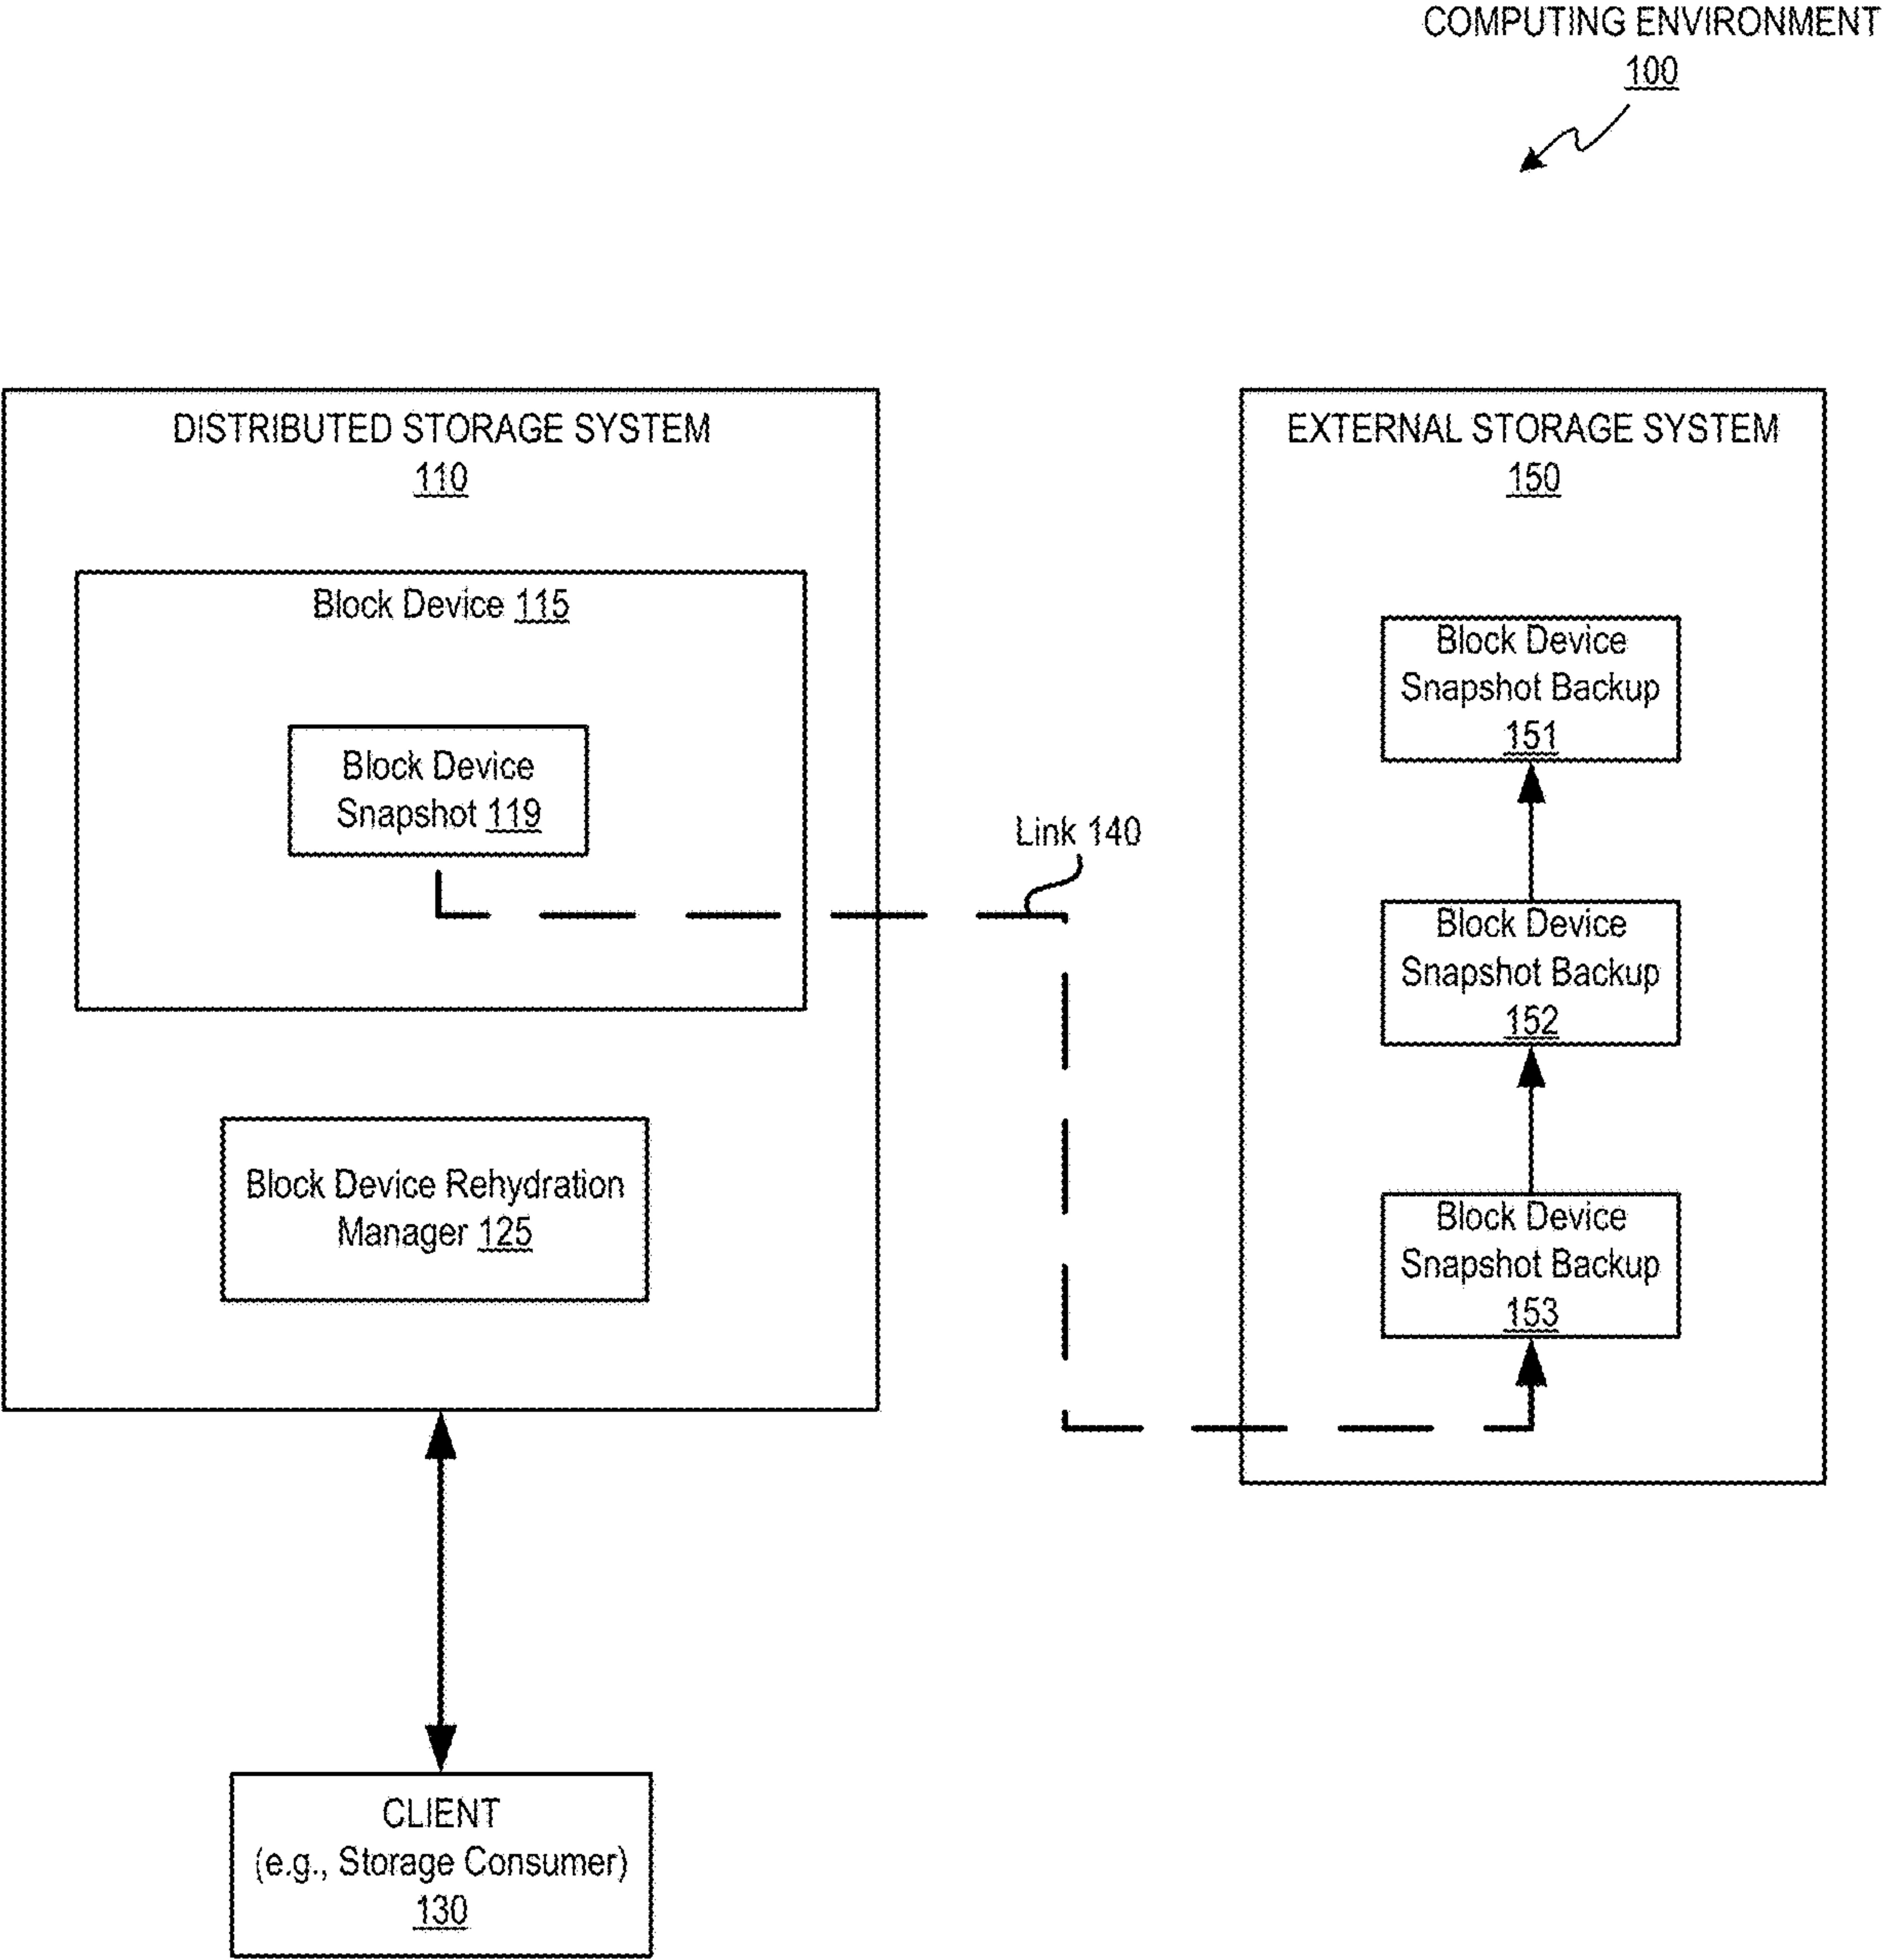 COMPUTING ENVIRONMENT
100
DISTRIBUTED STORAGE SYSTEM
110
Block Device 115
Block Device
Snapshot 119
Block Device Rehydration
Manager 125
Link 140
EXTERNAL STORAGE SYSTEM
150
Block Device
Snapshot Backup
151
Block Device
Snapshot Backup
152
Block Device
Snapshot Backup
153
CLIENT
(e.g., Storage Consumer)
130